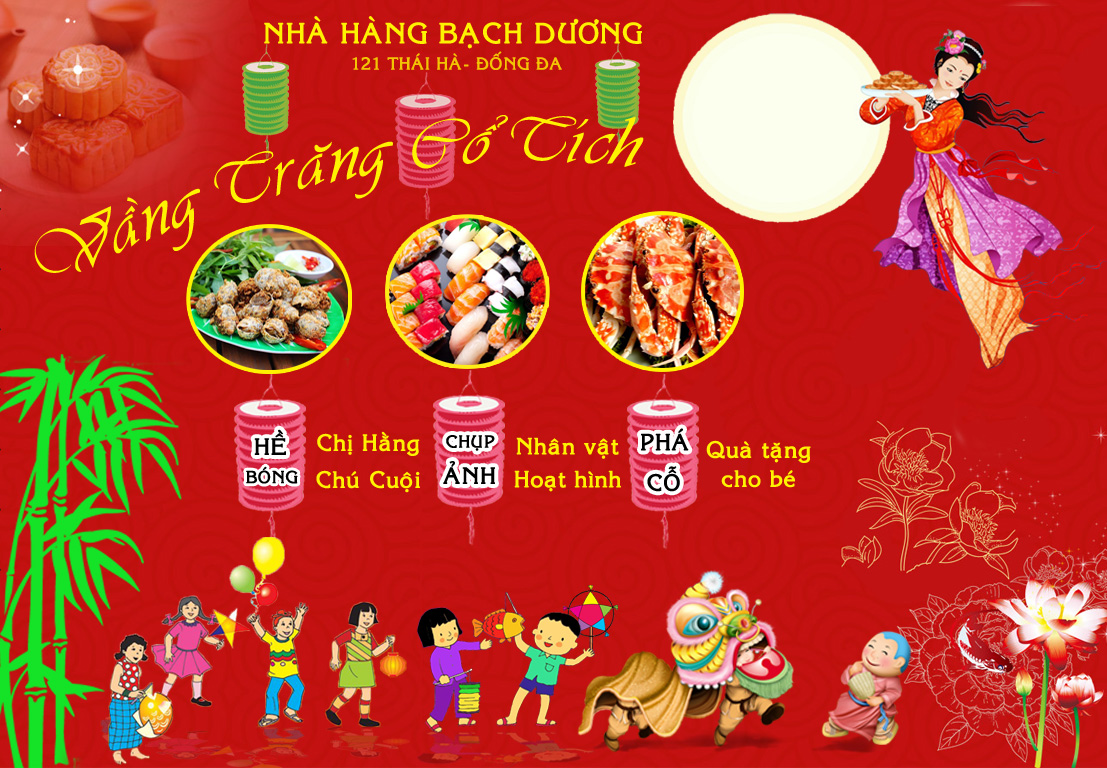 NHÀ HÀNG BẠCH DƯƠNG
121 THÁI HÀ- ĐỐNG ĐA
Vầng Trăng Cổ Tích
HỀ
BÓNG
Chị Hằng
Chú Cuội
CHỤP
ẢNH
Nhân vật
Hoạt hình
PHÁ
CỖ
Quà tặng
cho bé